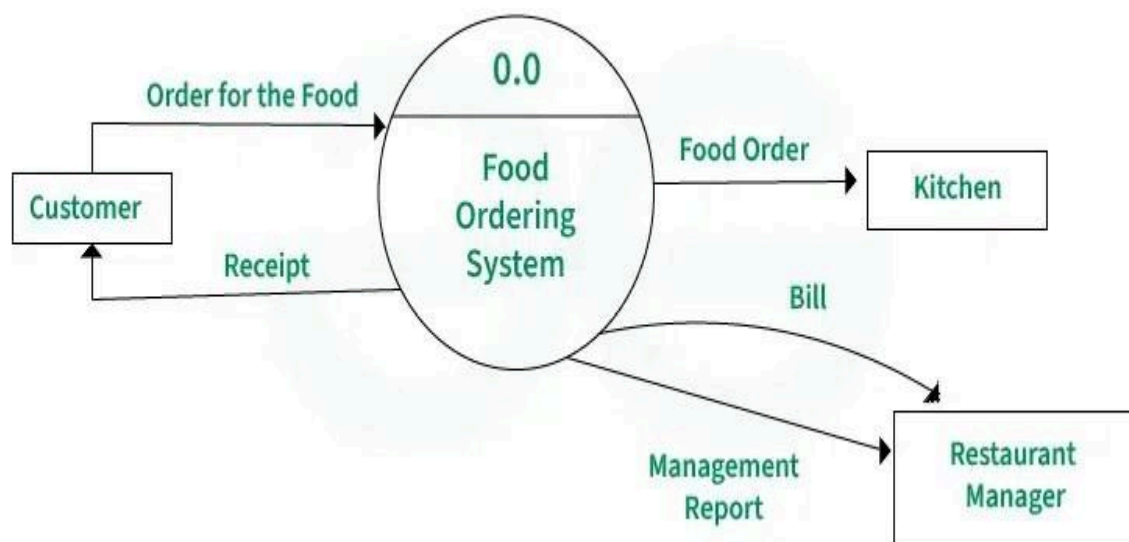 0.0
Order for the Food
Food Order
Food
Ordering
System
Kitchen
Customer
Receipt
Bill
Management
Report
Restaurant
Manager